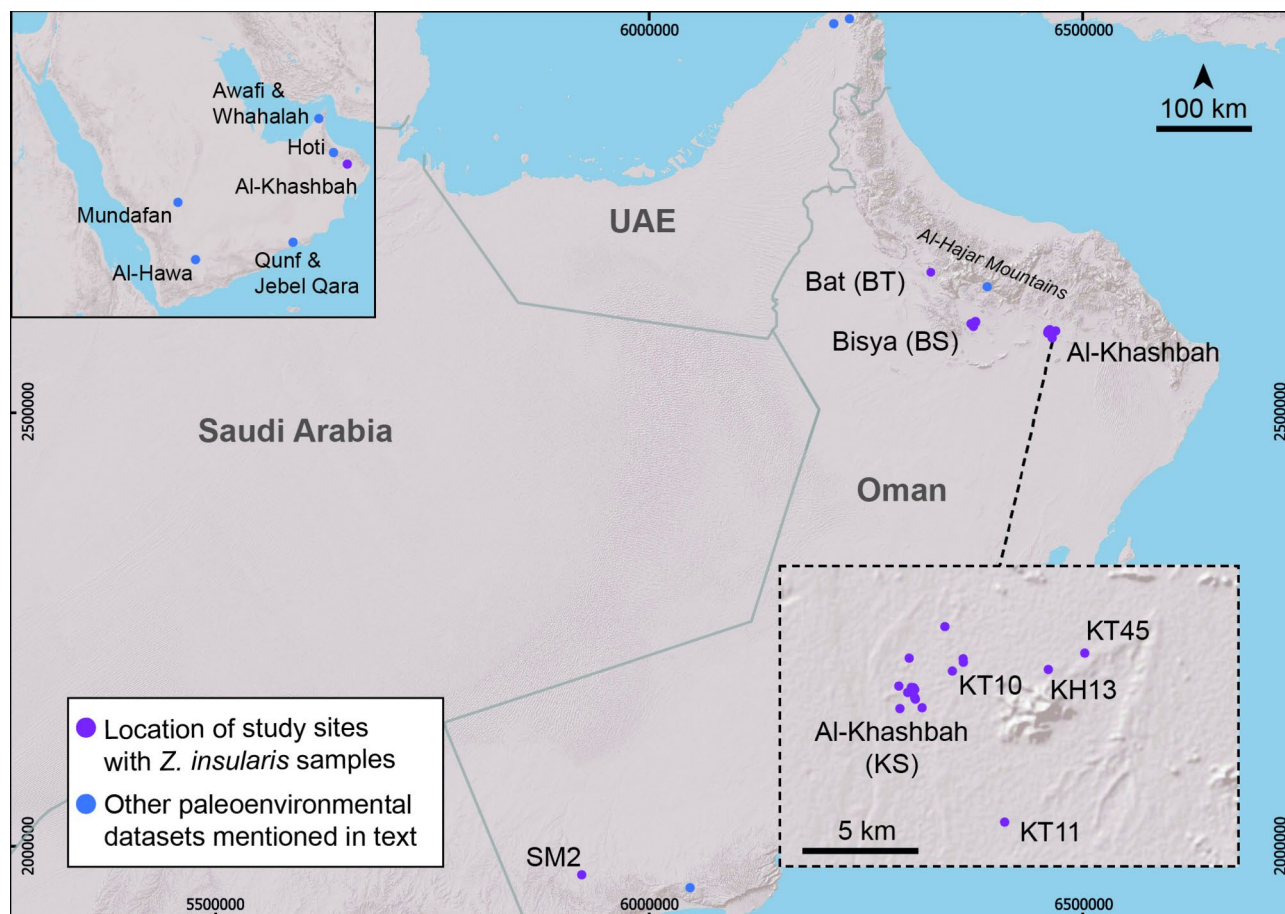 6000000
6500000
Awafi &
Whahalah
Hoti
Al-Khashbah
Mundafan
Al-Hawa
Qunf &
Jebel Qara
100 km
UAE
Al-Hajar Mountains
Bat (BT)
Bisya (BS)
Al-Khashbah
2500000
2500000
Saudi Arabia
Oman
KT45
KT10
KH13
Al-Khashbah
(KS)
5 km
KT11
Location of study sites
with Z. insularis samples
Other paleoenvironmental
datasets mentioned in text
2000000
2000000
SM2
5500000
6000000
6500000